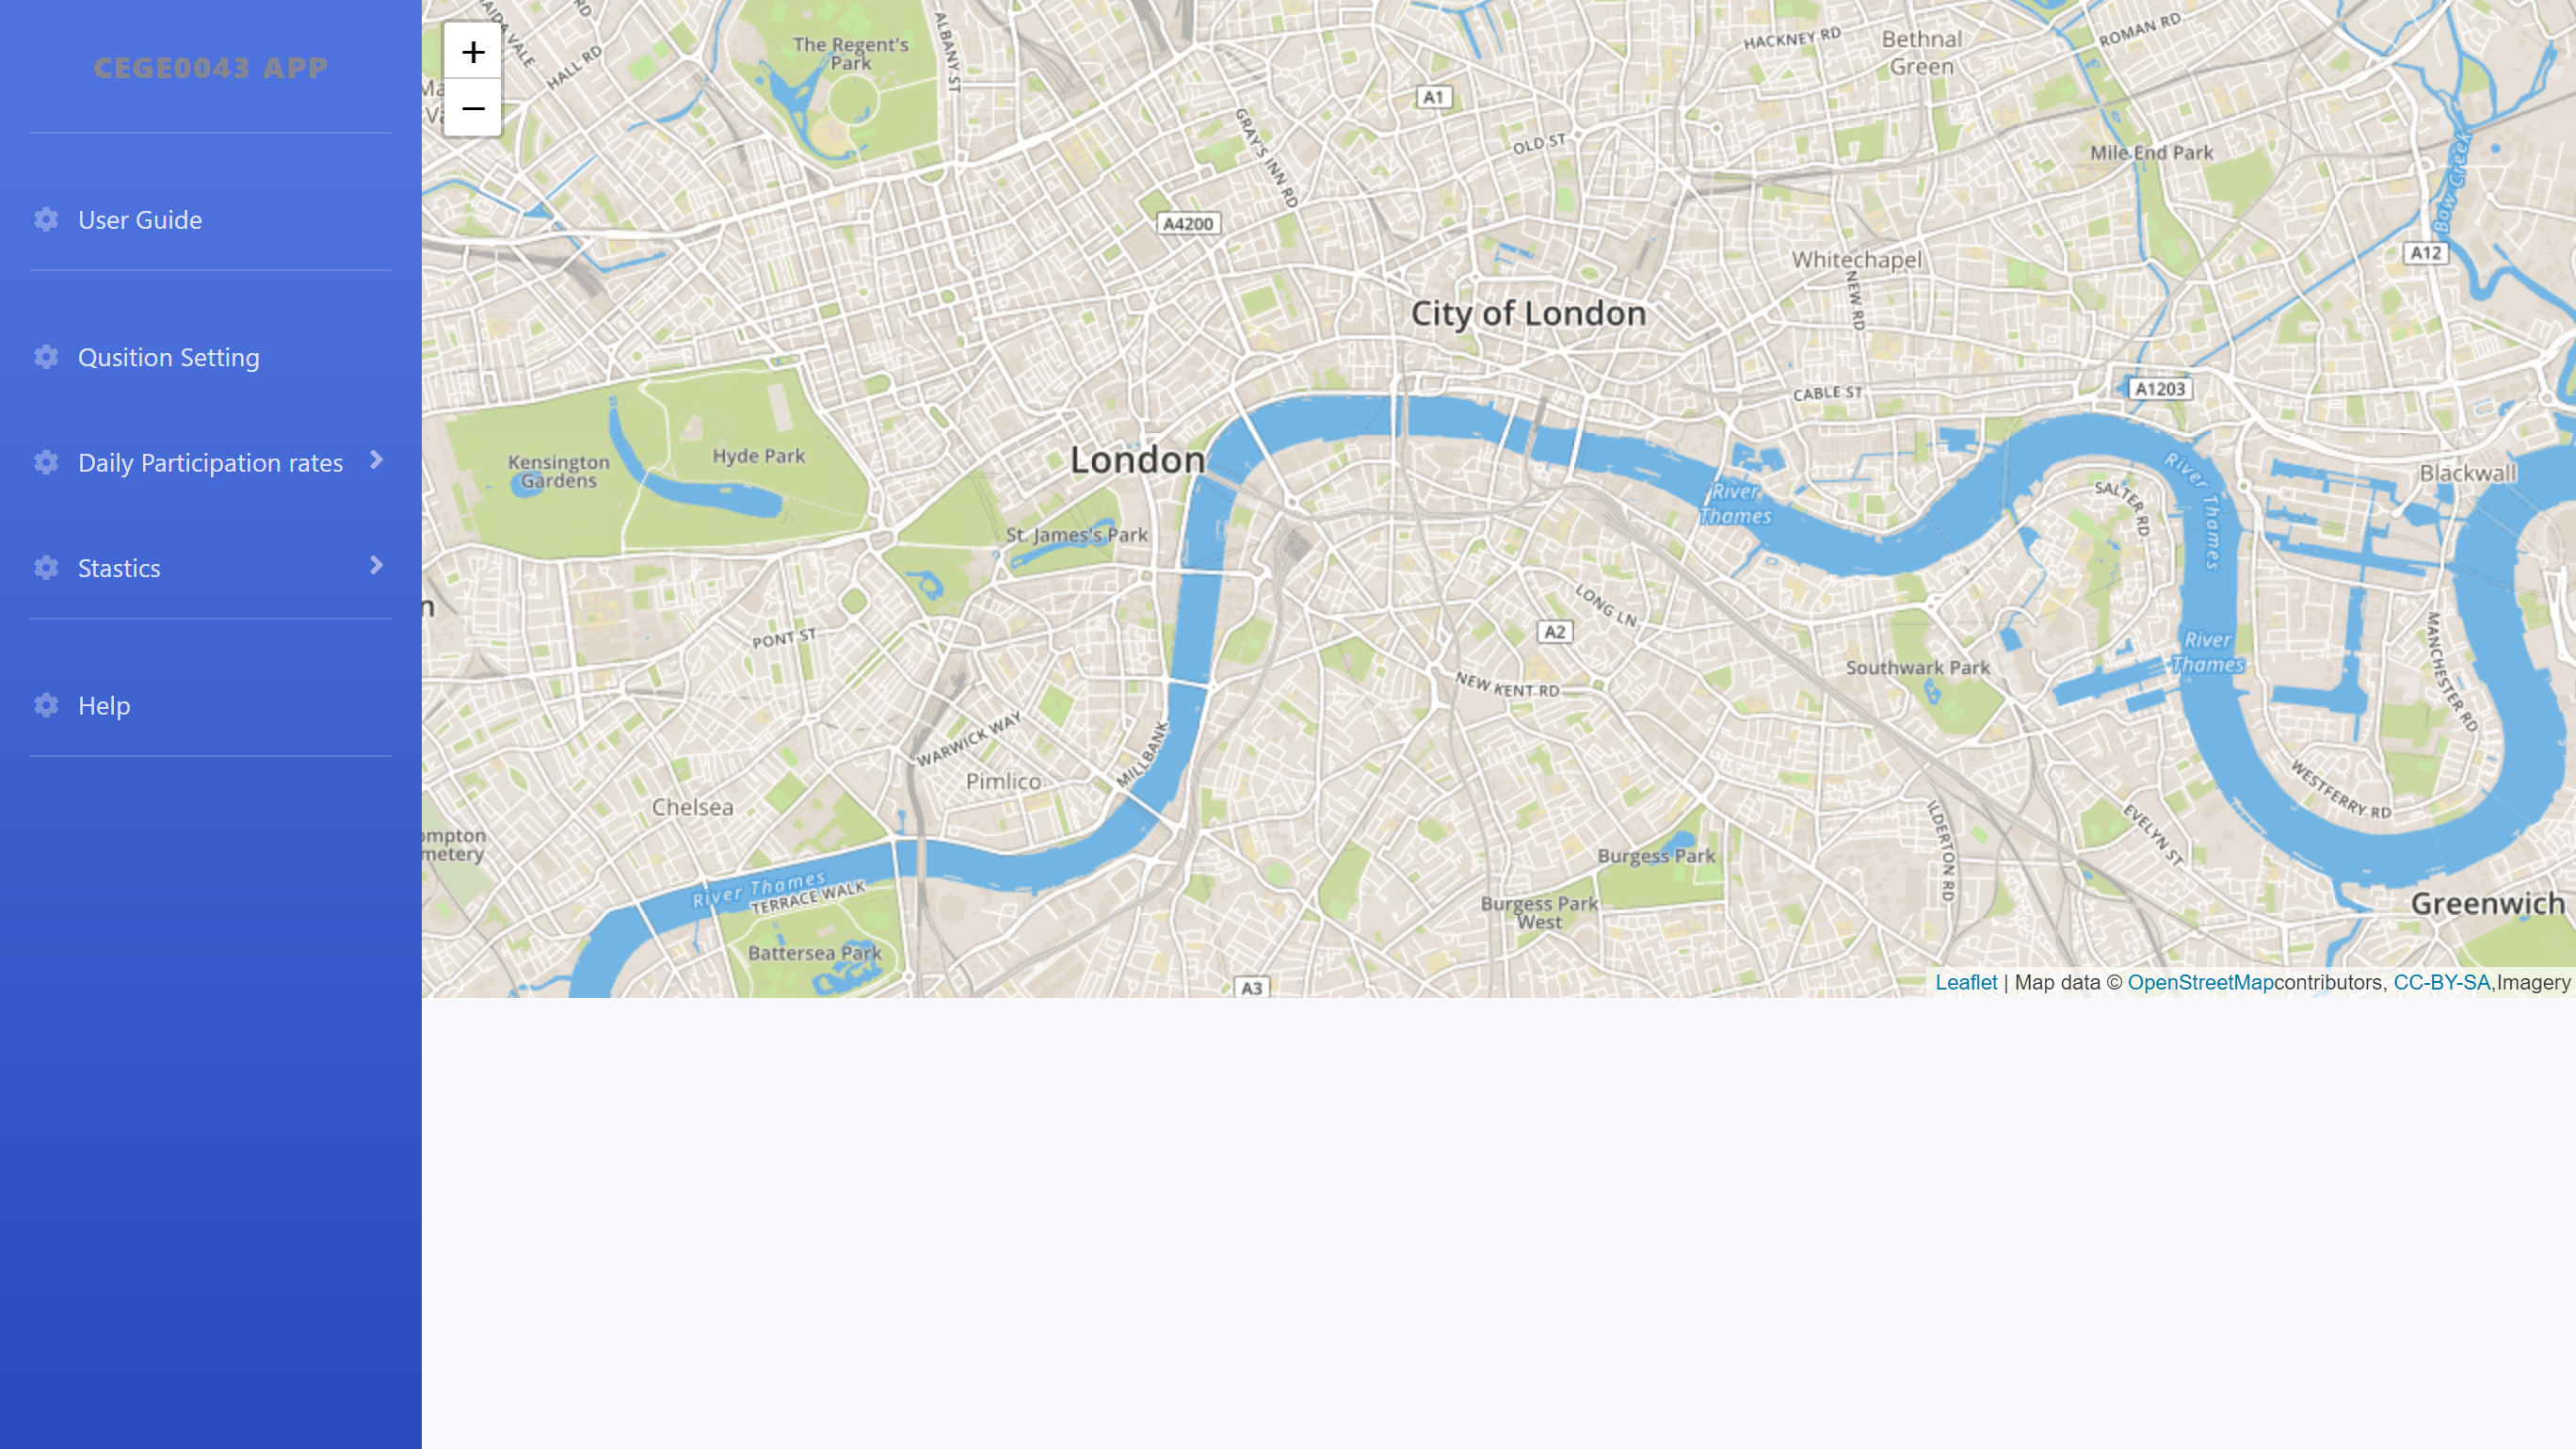 CEGE0043 APP
User Guide
Qusition Setting
Daily Participation rates
Stastics
Help
+
−
HALL RD
The Regent's
Park
ALBANY ST
GRAY'S INN RD
A1
OLD ST
HACKNEY RD
Bethnal
Green
ROMAN RD
Mile End Park
Bow Creek
A12
A4200
Whitechapel
NEW RD
City of London
CABLE ST
A1203
Kensington
Gardens
Hyde Park
London
St. James's Park
River
Thames
SALTER RD
River Thames
Blackwall
PONT ST
LONG LN
A2
NEW KENT RD
Southwark Park
River
Thames
MANCHESTER RD
WARWICK WAY
MILLBANK
Pimlico
Chelsea
WESTFERRY RD
EVELYN ST
ILDERTON RD
ompton
metery
River Thames
TERRACE WALK
Battersea Park
Burgess Park
Burgess Park
West
Greenwich
A3
Leaflet | Map data © OpenStreetMapcontributors, CC-BY-SA,Imagery